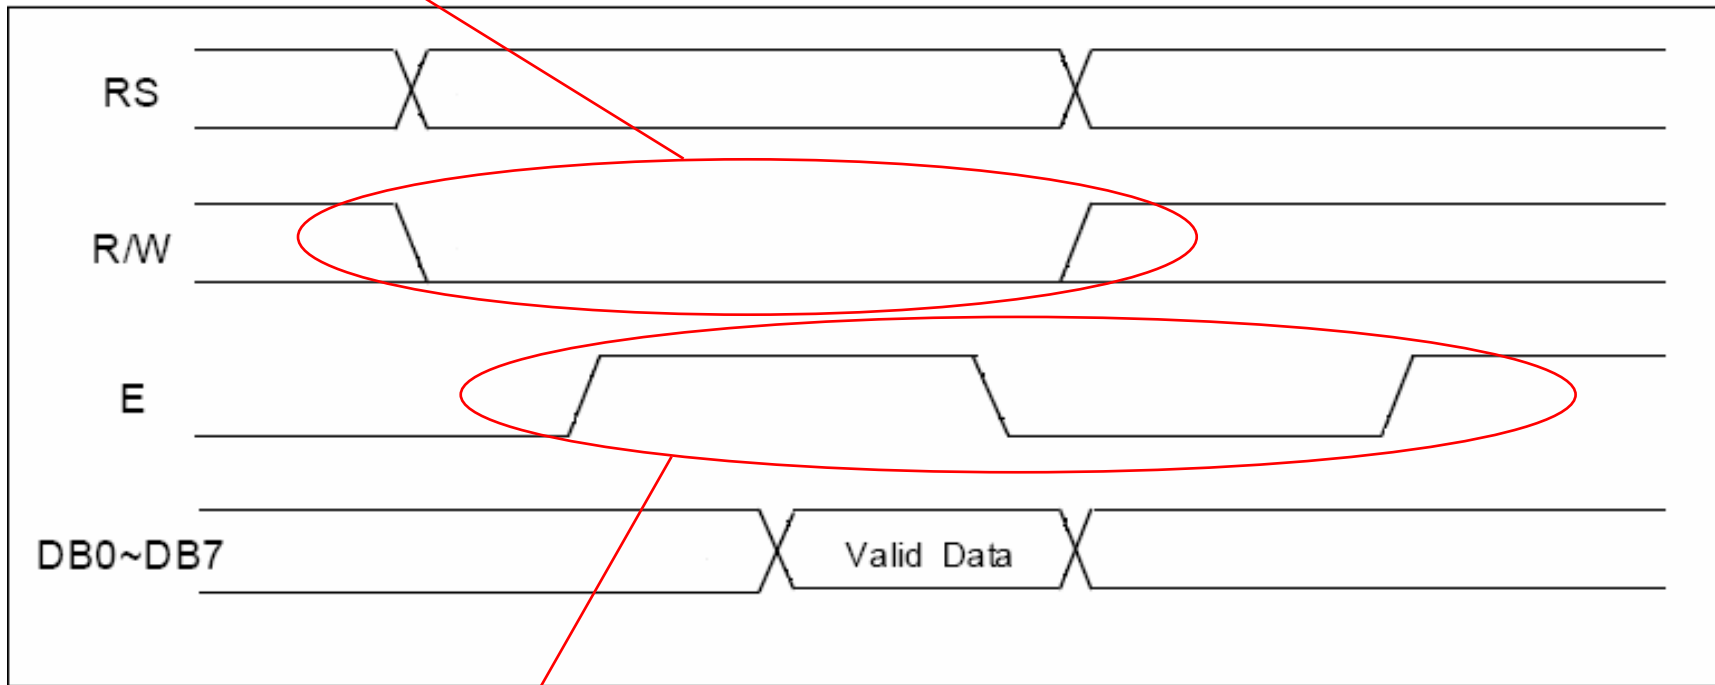 RS
R/W
E
DB0~DB7
Valid Data